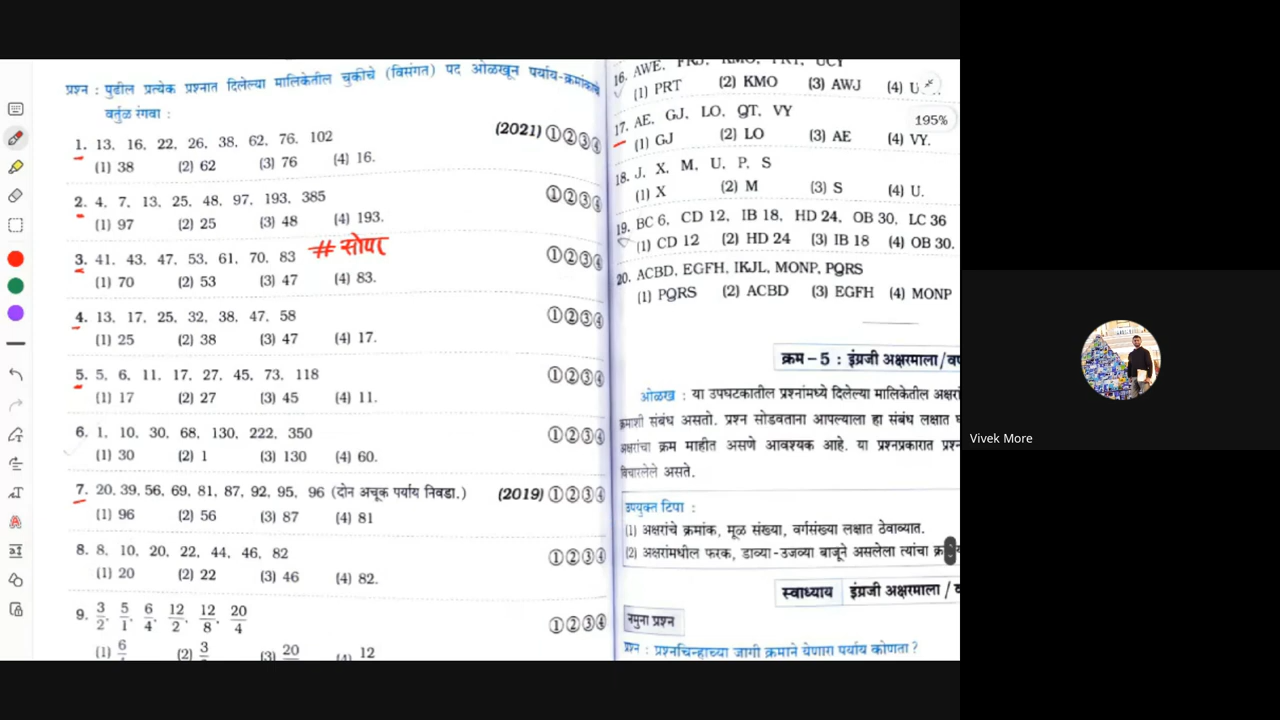 प्रश्न : पुढील प्रत्येक प्रश्नात दिलेल्या मालिकेतील चुकीचे (विसंगत) पद ओळखून पर्याय-क्रमांकाचे
वर्तुळ रंगवा :
1. 13, 16, 22, 26, 38, 62, 76, 102 (2021) ①②③④
(1) 38 (2) 62 (3) 76 (4) 16.
2. 4, 7, 13, 25, 48, 97, 193, 385 ①②③④
(1) 97 (2) 25 (3) 48 (4) 193.
# सोपा
3. 41, 43, 47, 53, 61, 70, 83 ①②③④
(1) 70 (2) 53 (3) 47 (4) 83.
4. 13, 17, 25, 32, 38, 47, 58 ①②③④
(1) 25 (2) 38 (3) 47 (4) 17.
5. 5, 6, 11, 17, 27, 45, 73, 118 ①②③④
(1) 17 (2) 27 (3) 45 (4) 11.
6. 1, 10, 30, 68, 130, 222, 350 ①②③④
(1) 30 (2) 1 (3) 130 (4) 60.
7. 20, 39, 56, 69, 81, 87, 92, 95, 96 (दोन अचूक पर्याय निवडा.) (2019) ①②③④
(1) 96 (2) 56 (3) 87 (4) 81
8. 8, 10, 20, 22, 44, 46, 82 ①②③④
(1) 20 (2) 22 (3) 46 (4) 82.
9. 3/2, 5/1, 6/4, 12/2, 12/8, 20/4 ①②③④
(1) 6 (2) 3 (3) 20 (4) 12
16. AWE, FRJ, KMO, PRT, UCY
(1) PRT (2) KMO (3) AWJ (4) U
195%
17. AE, GJ, LO, QT, VY
(1) GJ (2) LO (3) AE (4) VY.
18. J, X, M, U, P, S
(1) X (2) M (3) S (4) U.
19. BC 6, CD 12, IB 18, HD 24, OB 30, LC 36
(1) CD 12 (2) HD 24 (3) IB 18 (4) OB 30.
20. ACBD, EGFH, IKJL, MONP, PQRS
(1) PQRS (2) ACBD (3) EGFH (4) MONP
क्रम – 5 : इंग्रजी अक्षरमाला/
ओळख : या उपघटकातील प्रश्नांमध्ये दिलेल्या मालिकेतील
क्रमाशी संबंध असतो. प्रश्न सोडवताना आपल्याला हा संबंध लक्षात
अक्षरांचा क्रम माहीत असणे आवश्यक आहे. या प्रश्नप्रकारात
विचारलेले असते.
उपयुक्त टिपा :
(1) अक्षरांचे क्रमांक, मूळ संख्या, वर्गसंख्या लक्षात ठेवाव्यात.
(2) अक्षरांमधील फरक, डाव्या-उजव्या बाजूने असलेला त्यांचा
स्वाध्याय इंग्रजी अक्षरमाला /
नमुना प्रश्न
प्रश्न : प्रश्नचिन्हाच्या जागी क्रमाने येणारा पर्याय कोणता ?
Vivek More